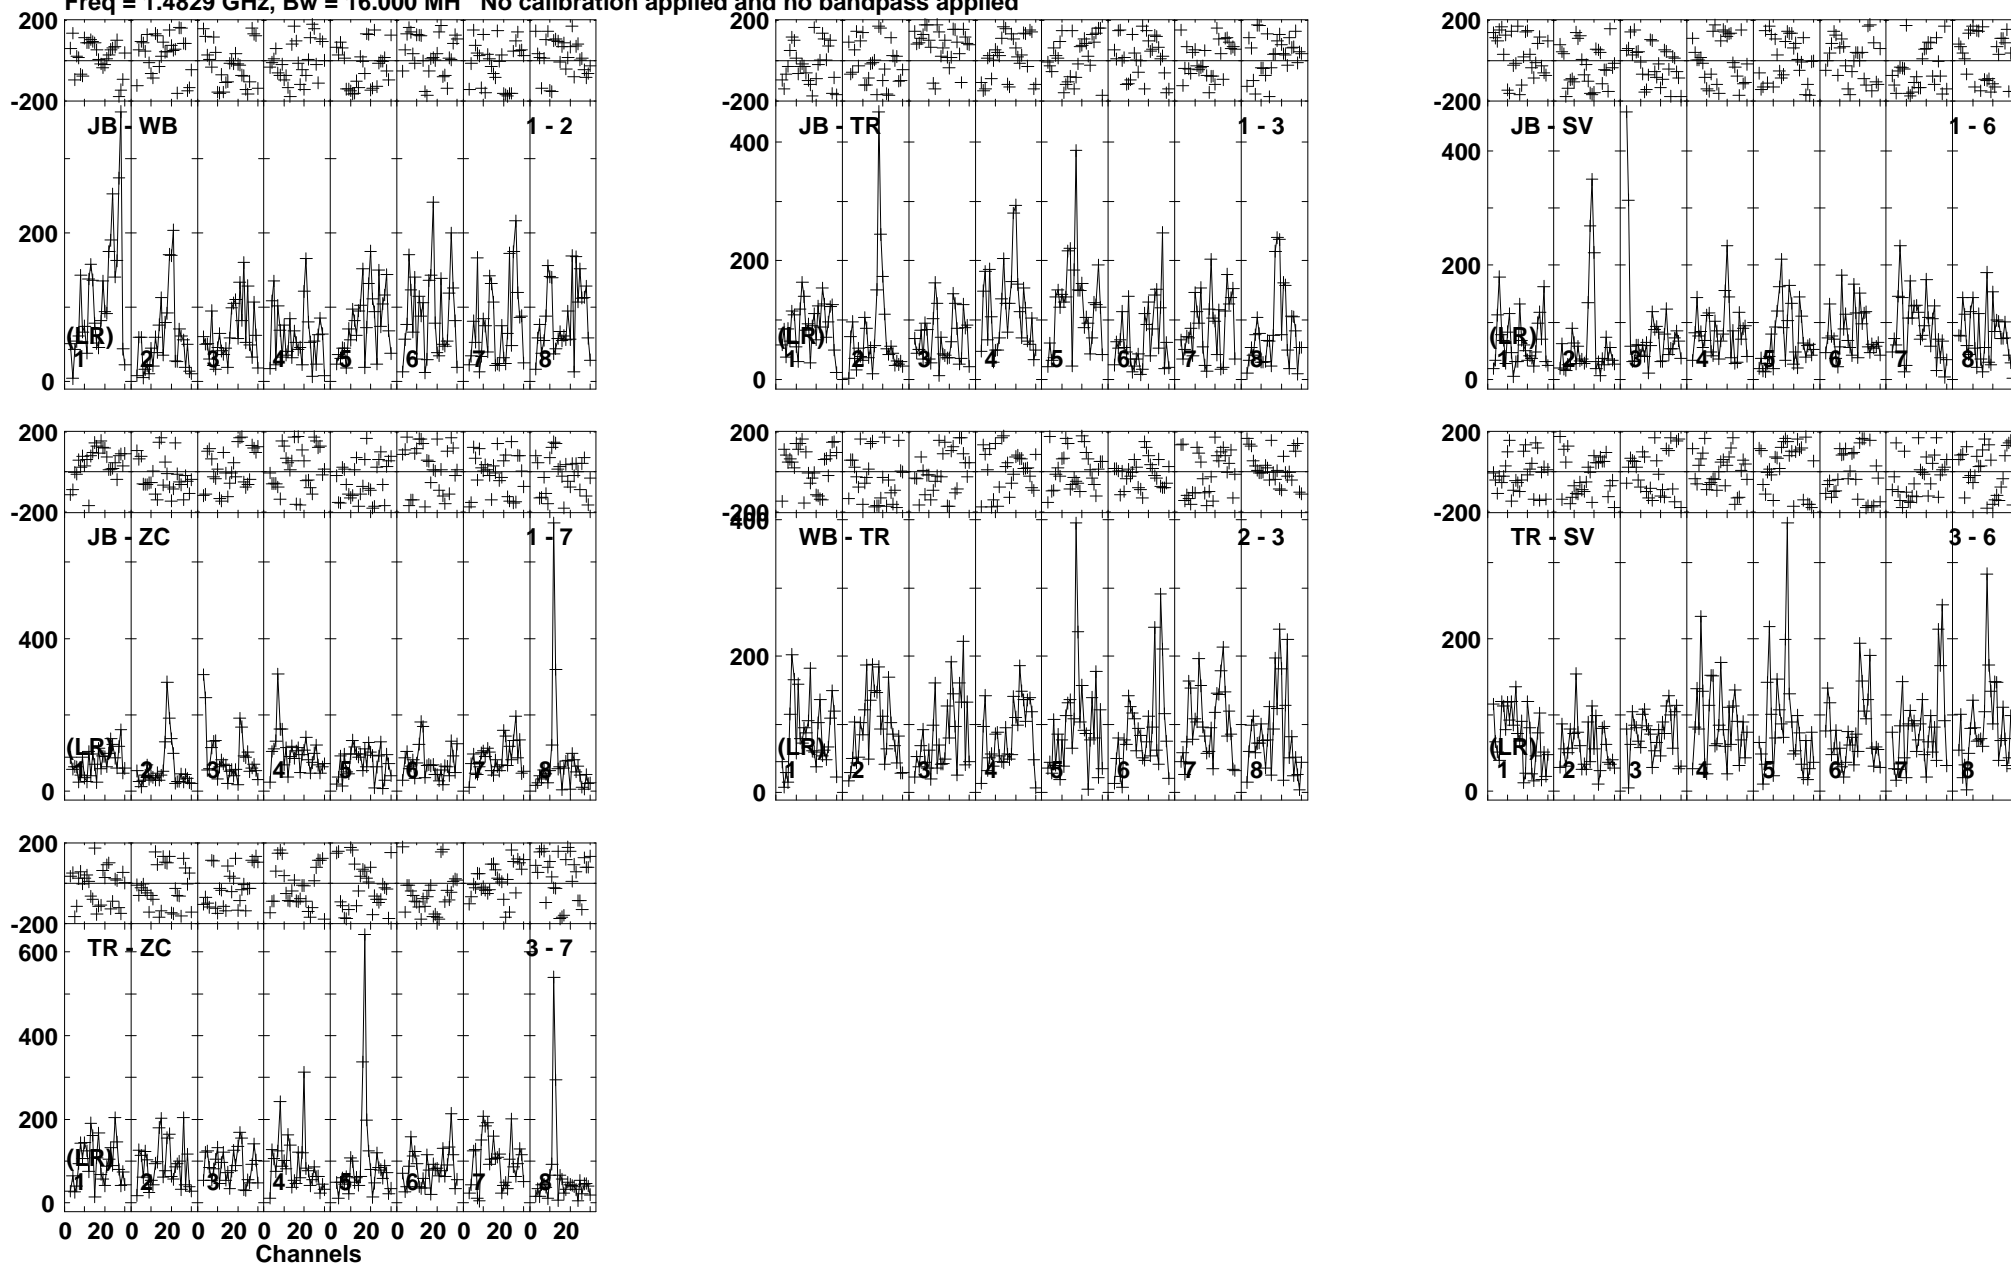 Freq = 1.4829 GHz, Bw = 16.000 MH No calibration applied and no bandpass applied
200 200 200
-200 -200 -200
JB - WB 1 - 2 JB - TR 1 - 3 JB - SV 1 - 6
400 400
200 200 200
(LR) (LR) (LR)
1 2 3 4 5 6 7 8 1 2 3 4 5 6 7 8 1 2 3 4 5 6 7 8
0 0 0
200 200 200
-200 -200 -200
400
JB - ZC 1 - 7 WB - TR 2 - 3 TR - SV 3 - 6
400 200 200
(LR) (LR) (LR)
1 2 3 4 5 6 7 8 1 2 3 4 5 6 7 8 1 2 3 4 5 6 7 8
0 0 0
200
-200
TR - ZC 3 - 7
600
400
200
(LR)
1 2 3 4 5 6 7 8
0
0 20 0 20 0 20 0 20 0 20 0 20 0 20 0 20
Channels